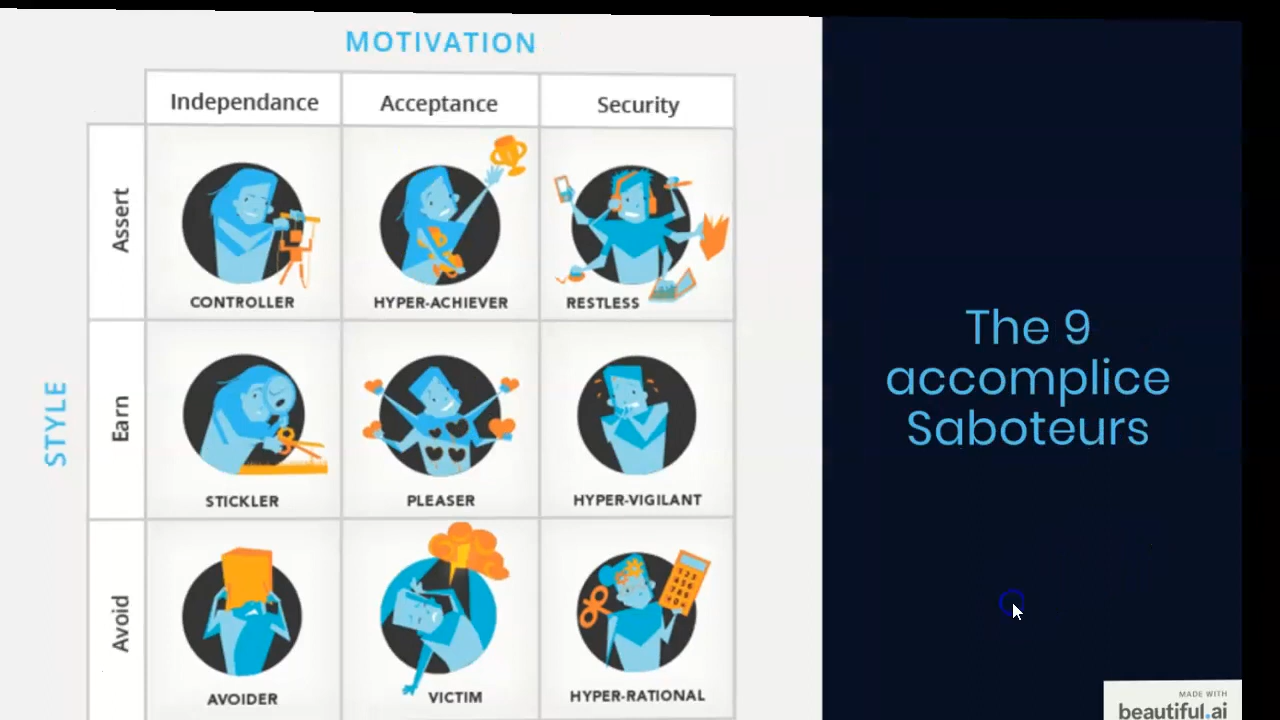 MOTIVATION
Independance
Acceptance
Security
STYLE
Assert
CONTROLLER
HYPER-ACHIEVER
RESTLESS
Earn
STICKLER
PLEASER
HYPER-VIGILANT
Avoid
AVOIDER
VICTIM
HYPER-RATIONAL
The 9
accomplice
Saboteurs
MADE WITH
beautiful.ai